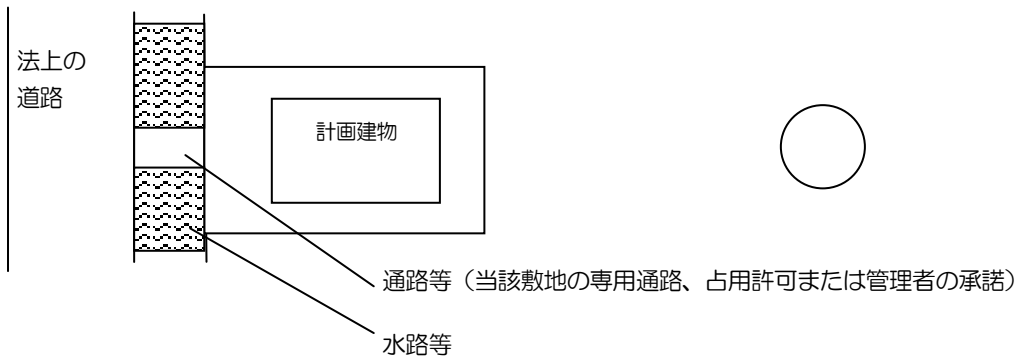 法上の
道路
計画建物
通路等（当該敷地の専用通路、占用許可または管理者の承諾）
水路等